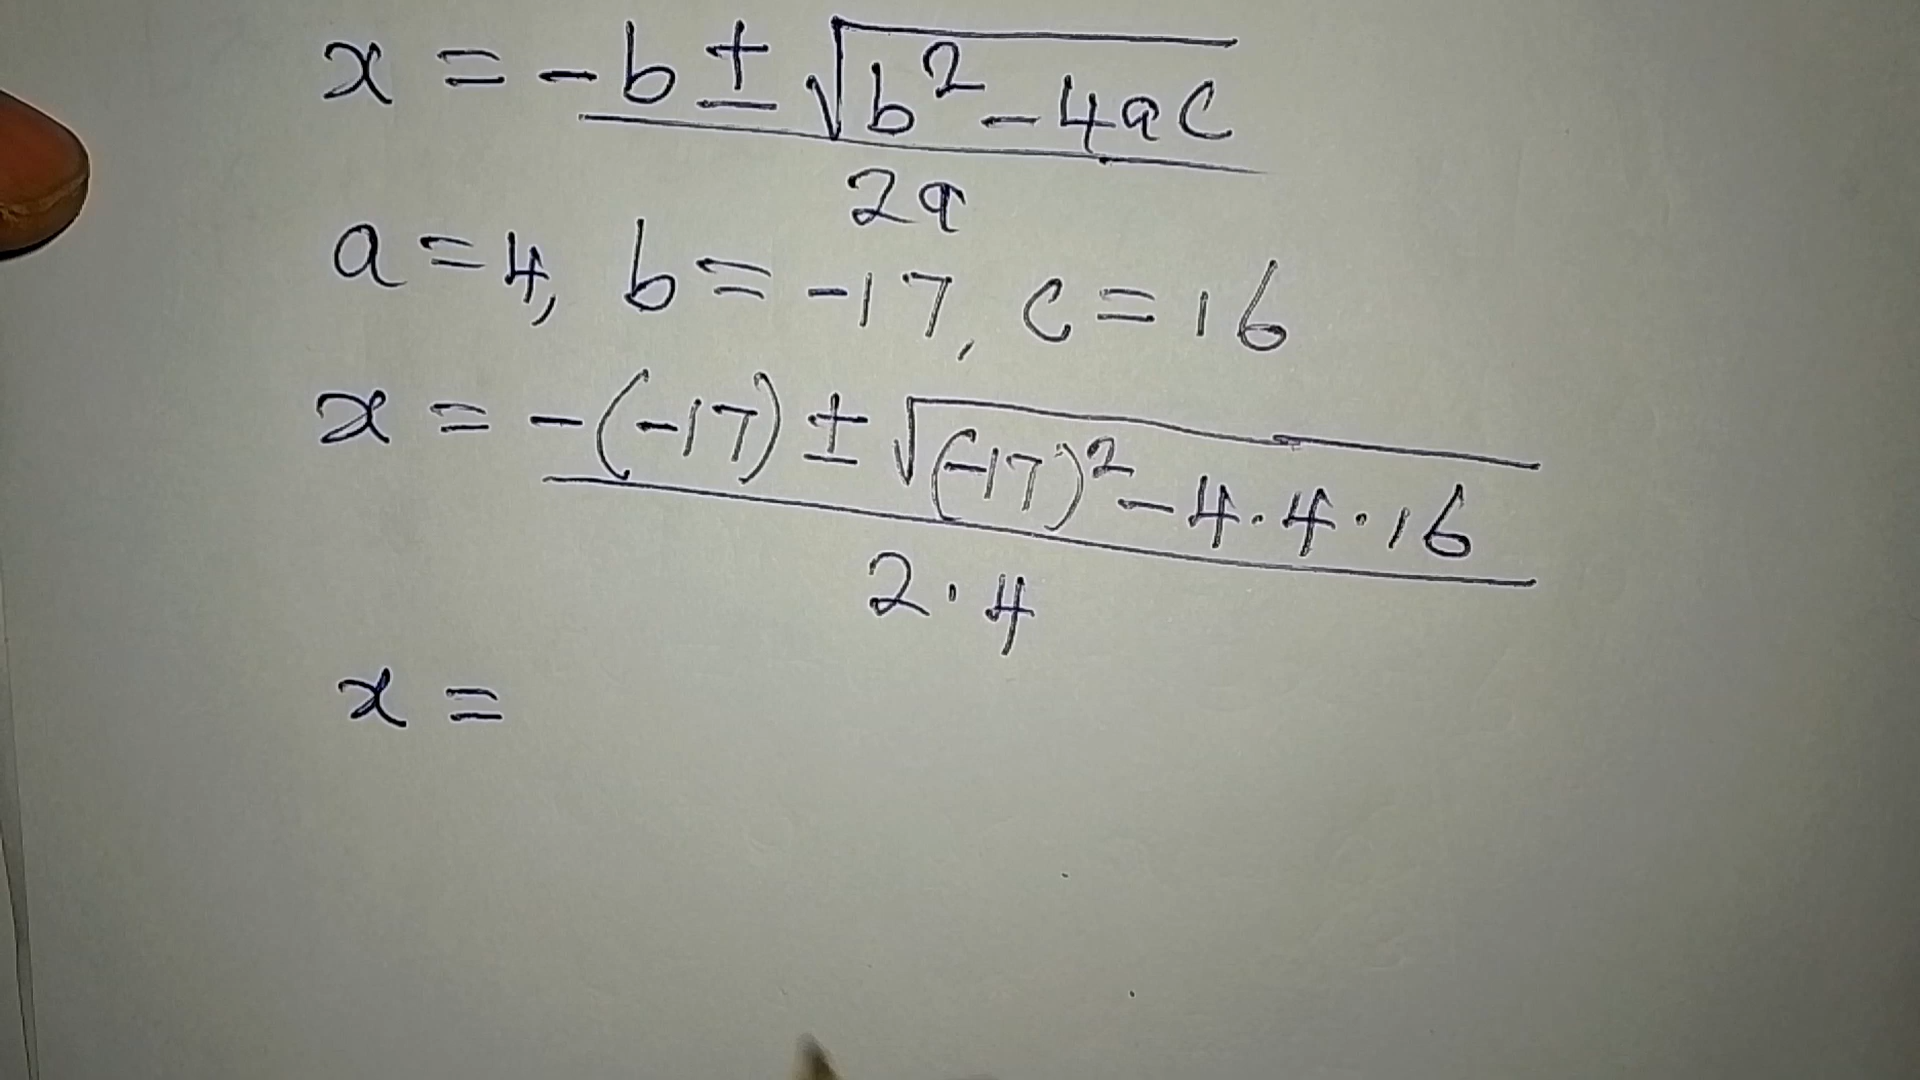 x = -b ± √b² - 4ac
2a
a = 4, b = -17, c = 16
x = -(-17) ± √(-17)² - 4·4·16
2·4
x =